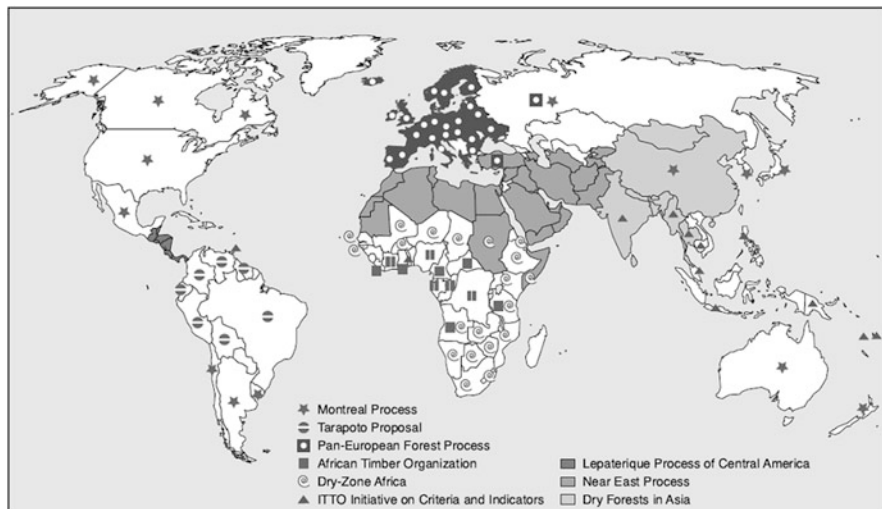 Montreal Process
Tarapoto Proposal
Pan-European Forest Process
African Timber Organization
Dry-Zone Africa
ITTO Initiative on Criteria and Indicators
Lepaterique Process of Central America
Near East Process
Dry Forests in Asia